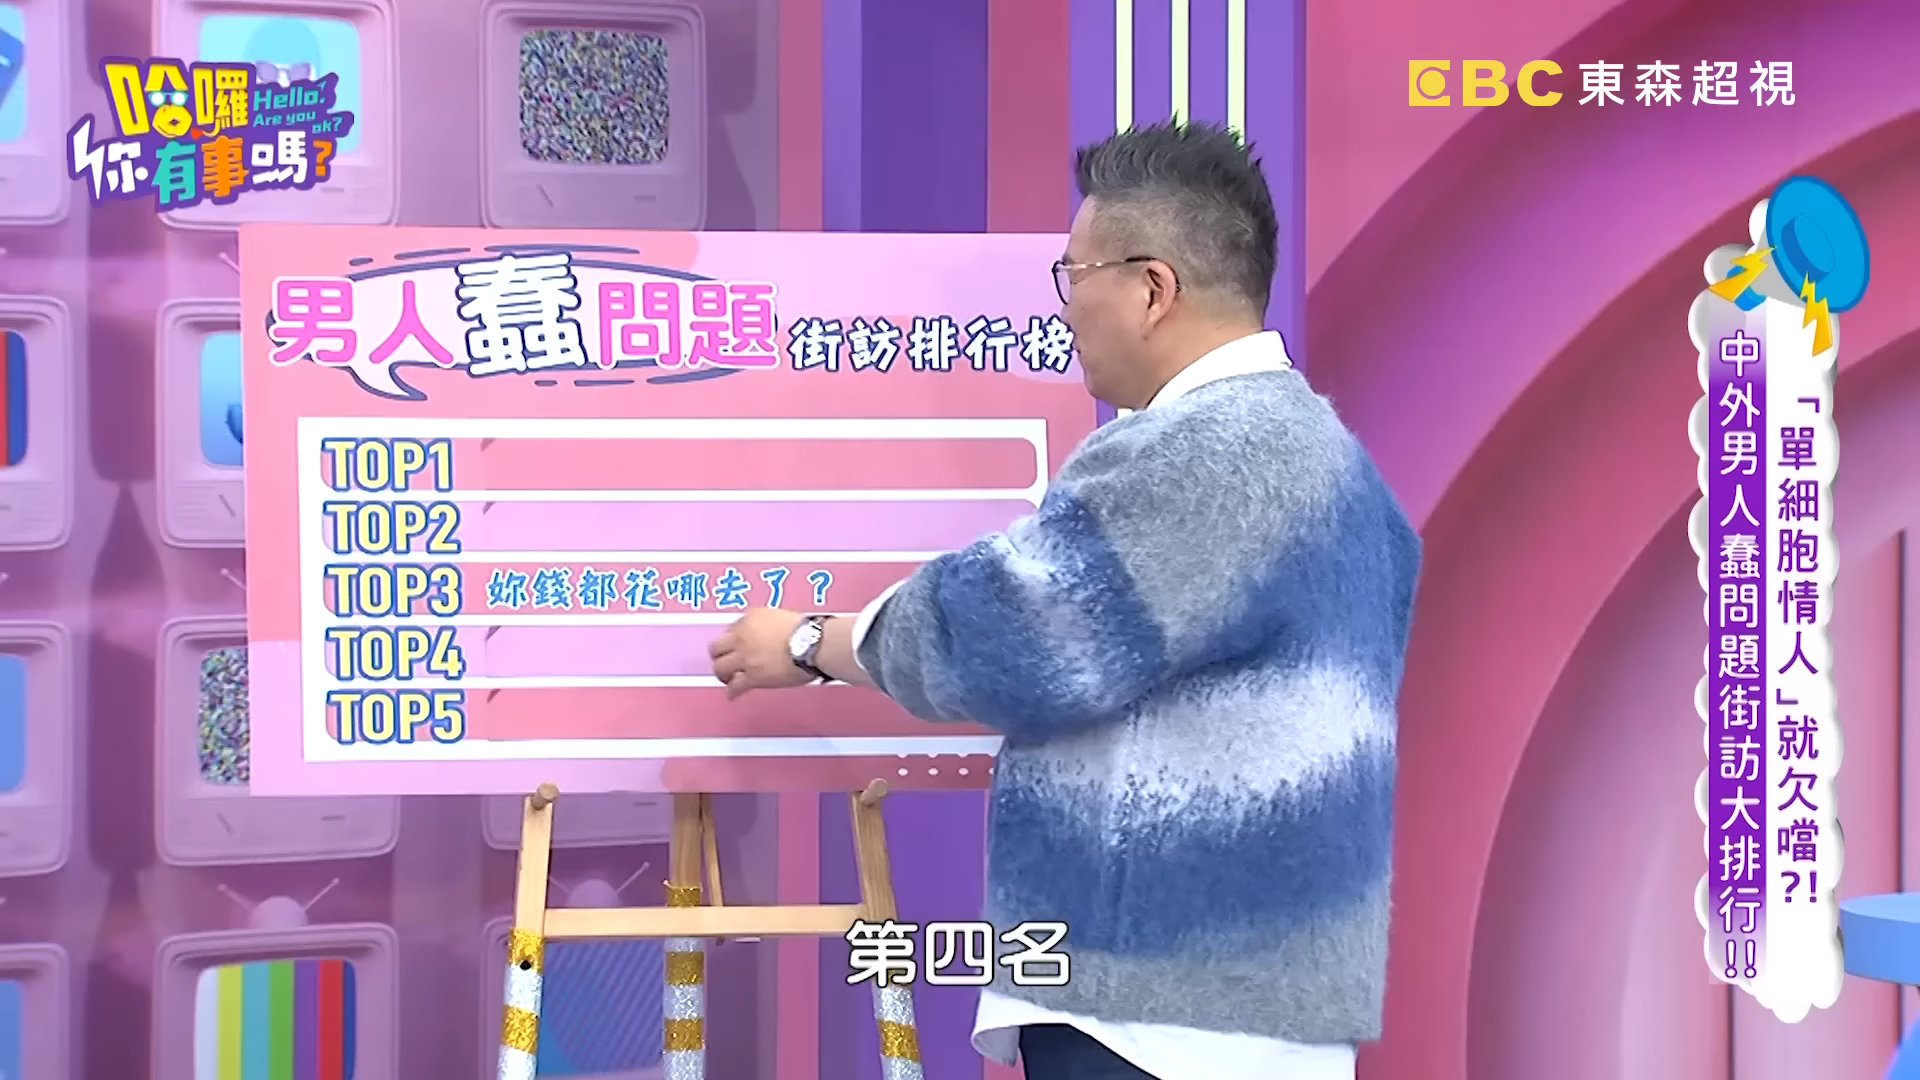 哈囉
Hello,
Are you
ok?
你有事嗎?
EBC 東森超視
男人蠢問題 街訪排行榜
TOP1
TOP2
TOP3 妳錢都花哪去了？
TOP4
TOP5
「單細胞情人」就欠噹?!
中外男人蠢問題街訪大排行!!
第四名